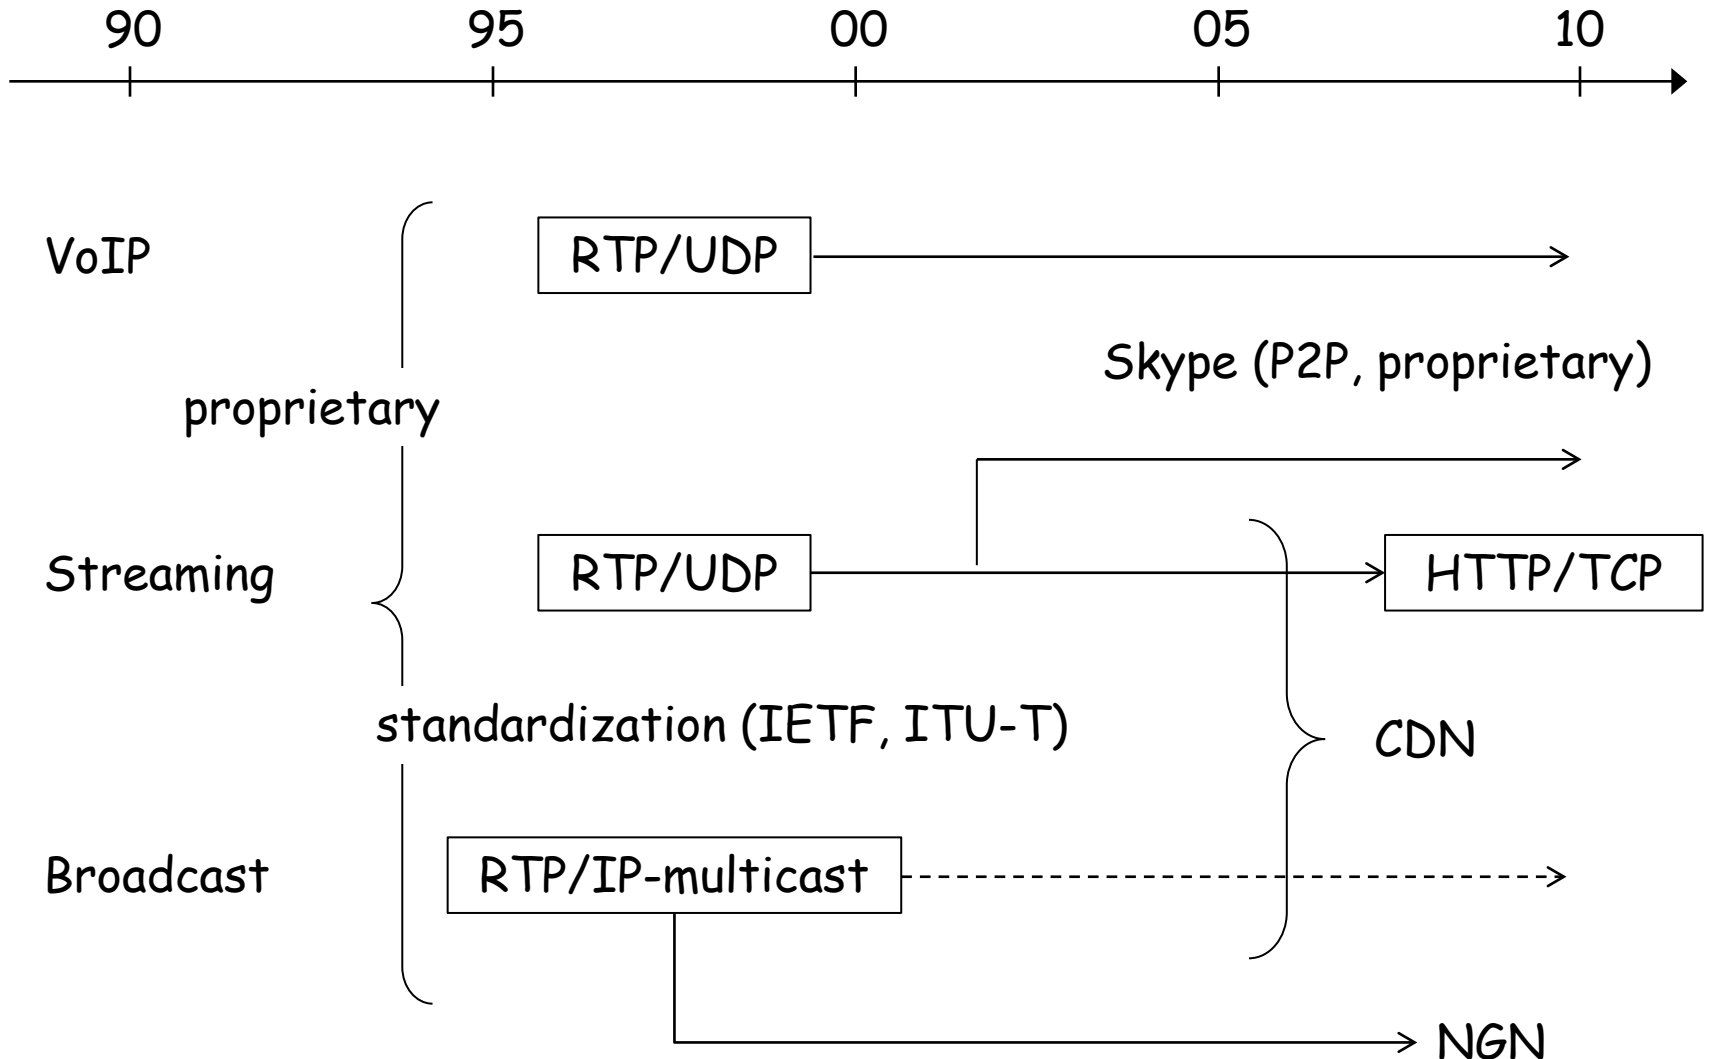 90 95 00 05 10
VoIP
RTP/UDP
Skype (P2P, proprietary)
proprietary
Streaming
RTP/UDP
HTTP/TCP
standardization (IETF, ITU-T)
CDN
Broadcast
RTP/IP-multicast
NGN